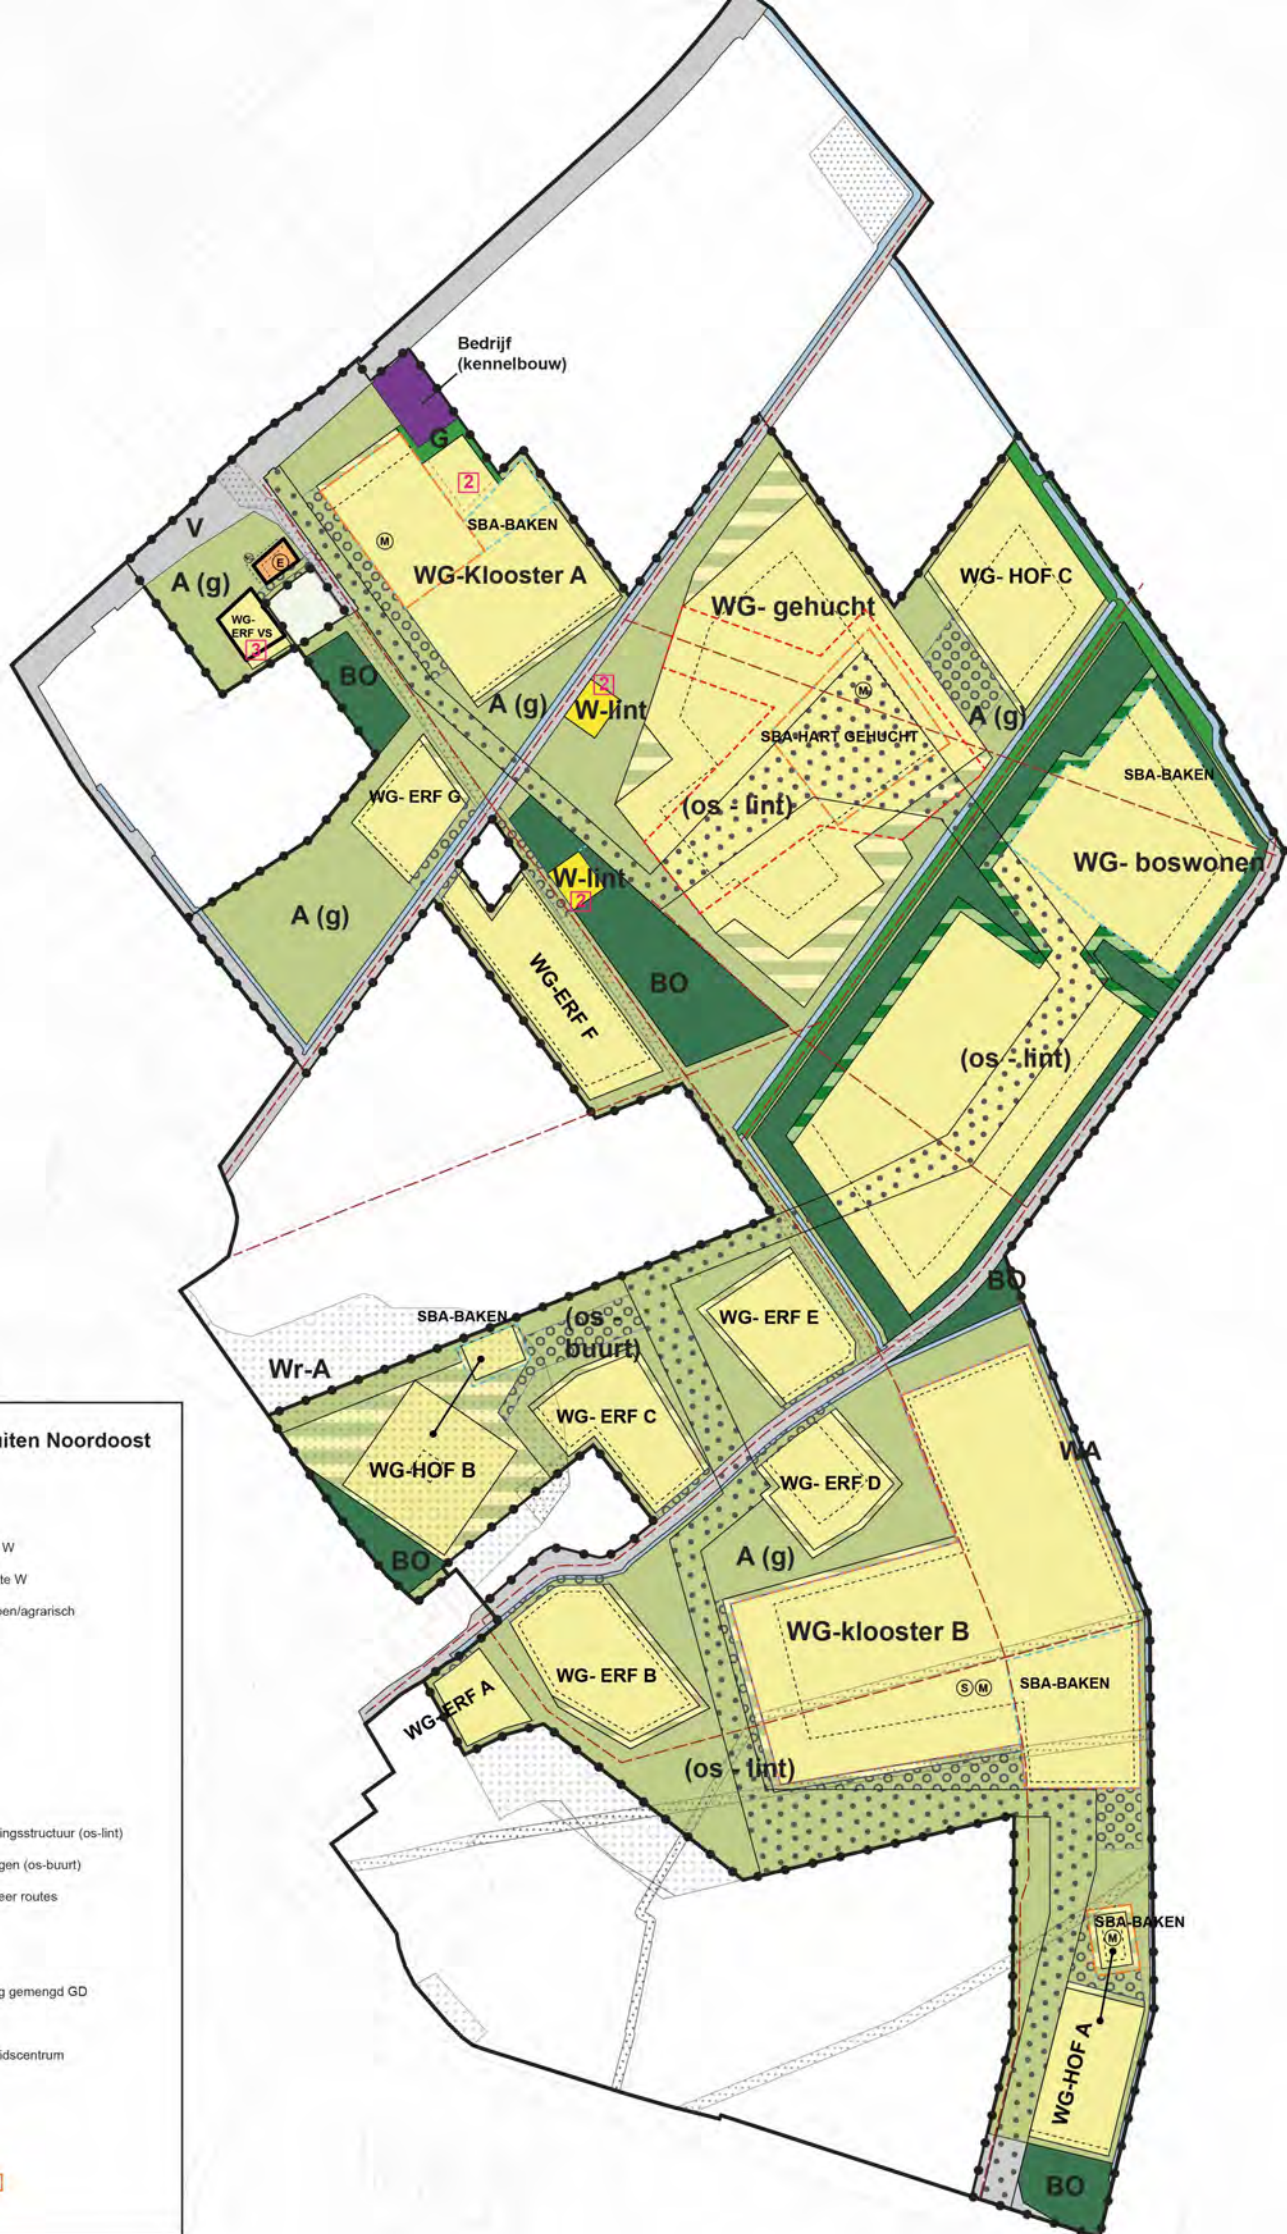 Bedrijf
(kennelbouw)
G
2
SBA-BAKEN
V
M
E
A (g)
WG-Klooster A
WG- HOF C
WG- gehucht
WG-
ERF VS
3
BO
2
M
A (g)
W-lint
A (g)
SBA-HART GEHUCHT
SBA-BAKEN
WG- ERF G
(os - lint)
WG- boswonen
W-lint
2
A (g)
BO
WG-ERF F
(os - lint)
BO
SBA-BAKEN
(os -
buurt)
WG- ERF E
Wr-A
WG- ERF C
WG-HOF B
WA
WG- ERF D
BO
A (g)
WG-klooster B
WG- ERF B
S M
SBA-BAKEN
WG-ERF A
(os - lint)
SBA-BAKEN
M
WG-HOF A
BO
uiten Noordoost
W
te W
pen/agrarisch
ingsstructuur (os-lint)
gen (os-buurt)
eer routes
g gemengd GD
idscentrum